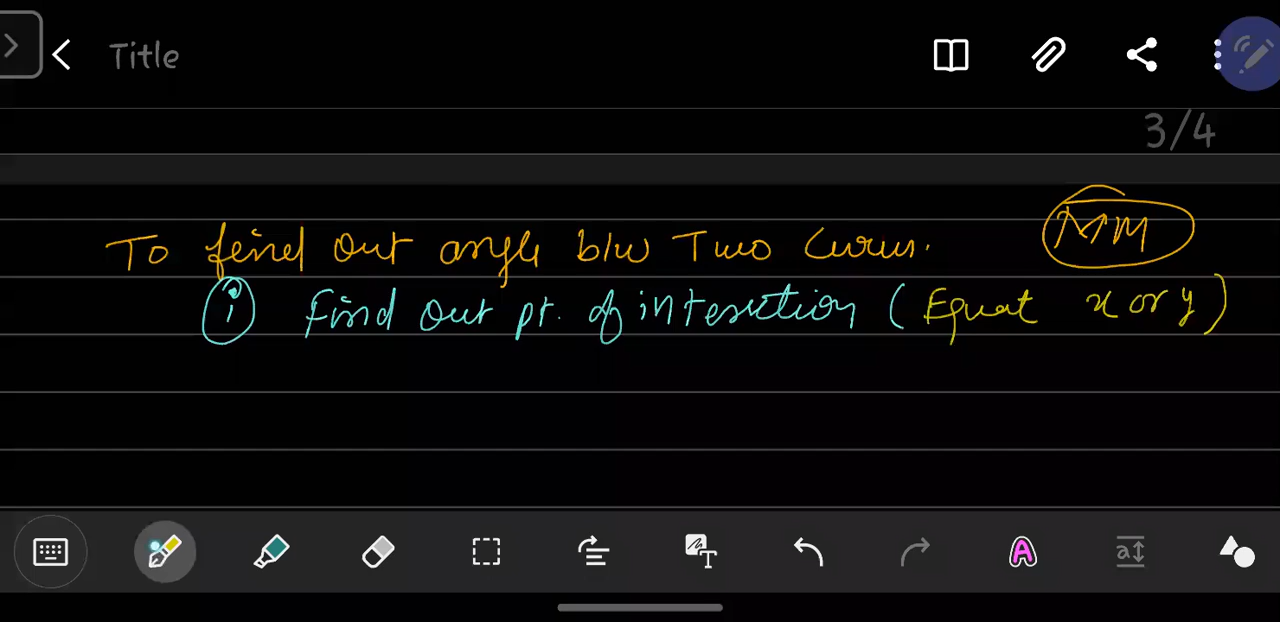 Title
3/4
To find out angle b/w Two Curves. MM
(i) Find out pt. of intersection (Equat x or y)